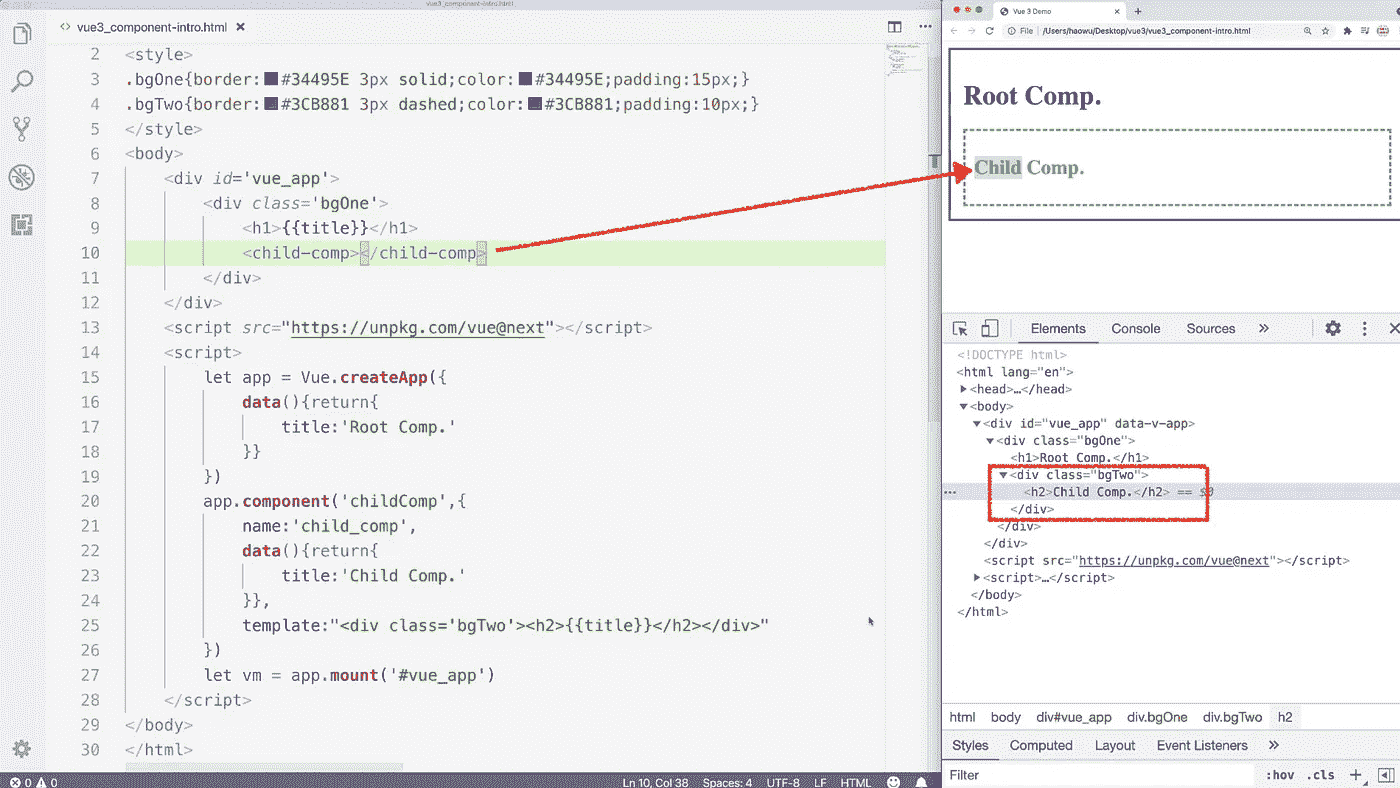 vue3_component-intro.html
vue3_component-intro.html
2 <style>
3 .bgOne{border:#34495E 3px solid;color:#34495E;padding:15px;}
4 .bgTwo{border:#3CB881 3px dashed;color:#3CB881;padding:10px;}
5 </style>
6 <body>
7 <div id='vue_app'>
8 <div class='bgOne'>
9 <h1>{{title}}</h1>
10 <child-comp></child-comp>
11 </div>
12 </div>
13 <script src="https://unpkg.com/vue@next"></script>
14 <script>
15 let app = Vue.createApp({
16 data(){return{
17 title:'Root Comp.'
18 }}
19 })
20 app.component('childComp',{
21 name:'child_comp',
22 data(){return{
23 title:'Child Comp.'
24 }},
25 template:"<div class='bgTwo'><h2>{{title}}</h2></div>"
26 })
27 let vm = app.mount('#vue_app')
28 </script>
29 </body>
30 </html>
0 0 Ln 10, Col 38 Spaces: 4 UTF-8 LF HTML
Vue 3 Demo
File /Users/haowu/Desktop/vue3/vue3_component-intro.html
Root Comp.
Child Comp.
Elements Console Sources
<!DOCTYPE html>
<html lang="en">
<head>…</head>
<body>
<div id="vue_app" data-v-app>
<div class="bgOne">
<h1>Root Comp.</h1>
<div class="bgTwo">
<h2>Child Comp.</h2> == $0
</div>
</div>
</div>
<script src="https://unpkg.com/vue@next"></script>
<script>…</script>
</body>
</html>
html body div#vue_app div.bgOne div.bgTwo h2
Styles Computed Layout Event Listeners
Filter :hov .cls